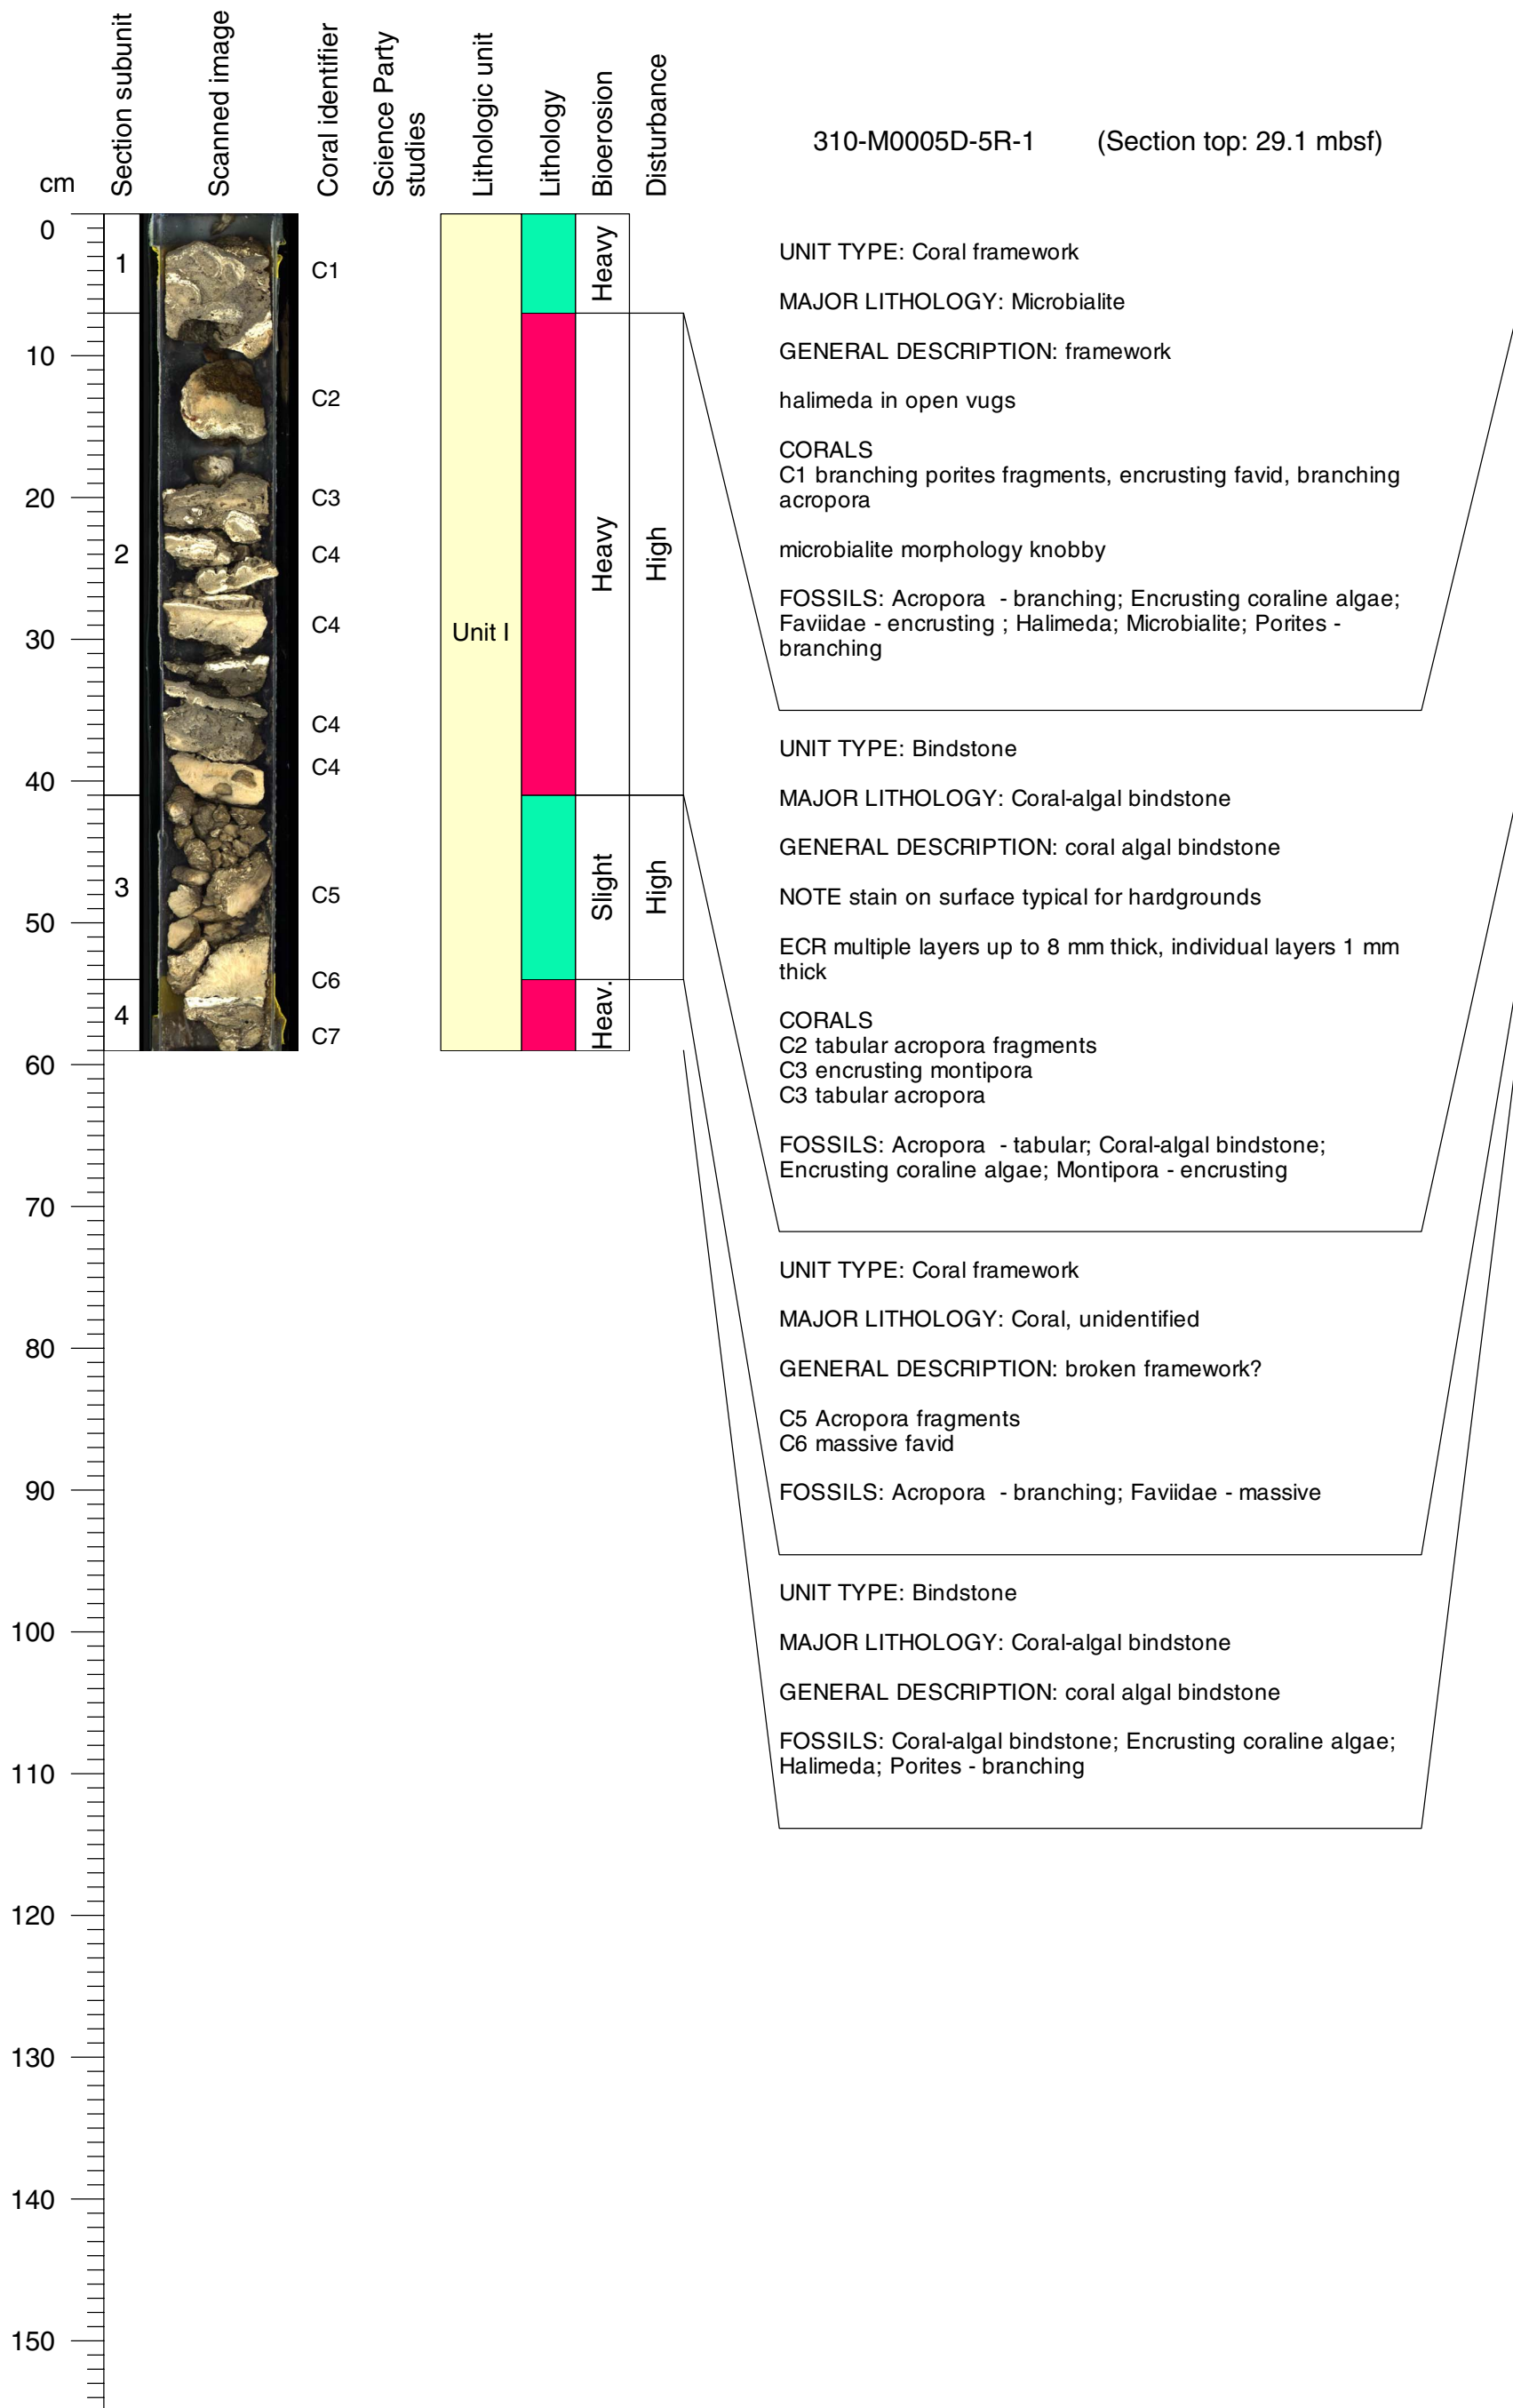 Section subunit
Scanned image
Coral identifier
Science Party
studies
Lithologic unit
Lithology
Bioerosion
Disturbance
310-M0005D-5R-1 (Section top: 29.1 mbsf)
cm
0
10
20
30
40
50
60
70
80
90
100
110
120
130
140
150
1
2
3
4
C1
C2
C3
C4
C4
C4
C4
C5
C6
C7
Unit I
Heavy
Heavy
Slight
Heav.
High
High
UNIT TYPE: Coral framework
MAJOR LITHOLOGY: Microbialite
GENERAL DESCRIPTION: framework
halimeda in open vugs
CORALS
C1 branching porites fragments, encrusting favid, branching
acropora
microbialite morphology knobby
FOSSILS: Acropora - branching; Encrusting coraline algae;
Faviidae - encrusting ; Halimeda; Microbialite; Porites -
branching
UNIT TYPE: Bindstone
MAJOR LITHOLOGY: Coral-algal bindstone
GENERAL DESCRIPTION: coral algal bindstone
NOTE stain on surface typical for hardgrounds
ECR multiple layers up to 8 mm thick, individual layers 1 mm
thick
CORALS
C2 tabular acropora fragments
C3 encrusting montipora
C3 tabular acropora
FOSSILS: Acropora - tabular; Coral-algal bindstone;
Encrusting coraline algae; Montipora - encrusting
UNIT TYPE: Coral framework
MAJOR LITHOLOGY: Coral, unidentified
GENERAL DESCRIPTION: broken framework?
C5 Acropora fragments
C6 massive favid
FOSSILS: Acropora - branching; Faviidae - massive
UNIT TYPE: Bindstone
MAJOR LITHOLOGY: Coral-algal bindstone
GENERAL DESCRIPTION: coral algal bindstone
FOSSILS: Coral-algal bindstone; Encrusting coraline algae;
Halimeda; Porites - branching